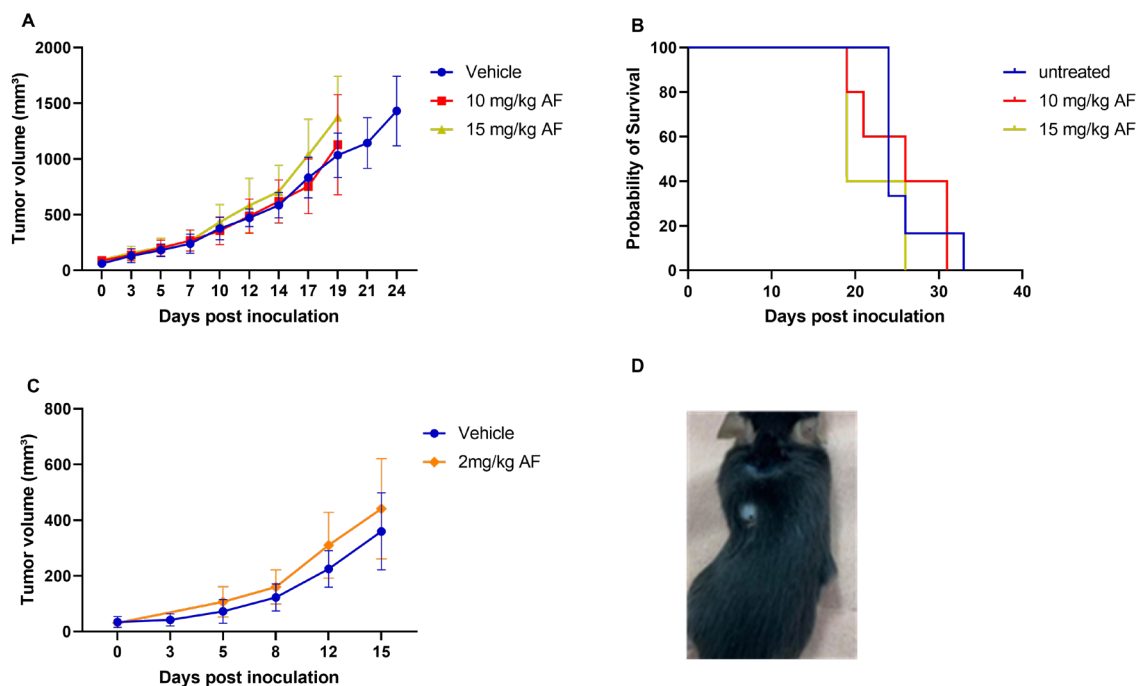 A
Tumor volume (mm³)
2000
1500
1000
500
0
0 3 5 7 10 12 14 17 19 21 24
Days post inoculation
Vehicle
10 mg/kg AF
15 mg/kg AF
B
Probability of Survival
100
80
60
40
20
0
0 10 20 30 40
Days post inoculation
untreated
10 mg/kg AF
15 mg/kg AF
C
Tumor volume (mm³)
800
600
400
200
0
0 3 5 8 12 15
Days post inoculation
Vehicle
2mg/kg AF
D